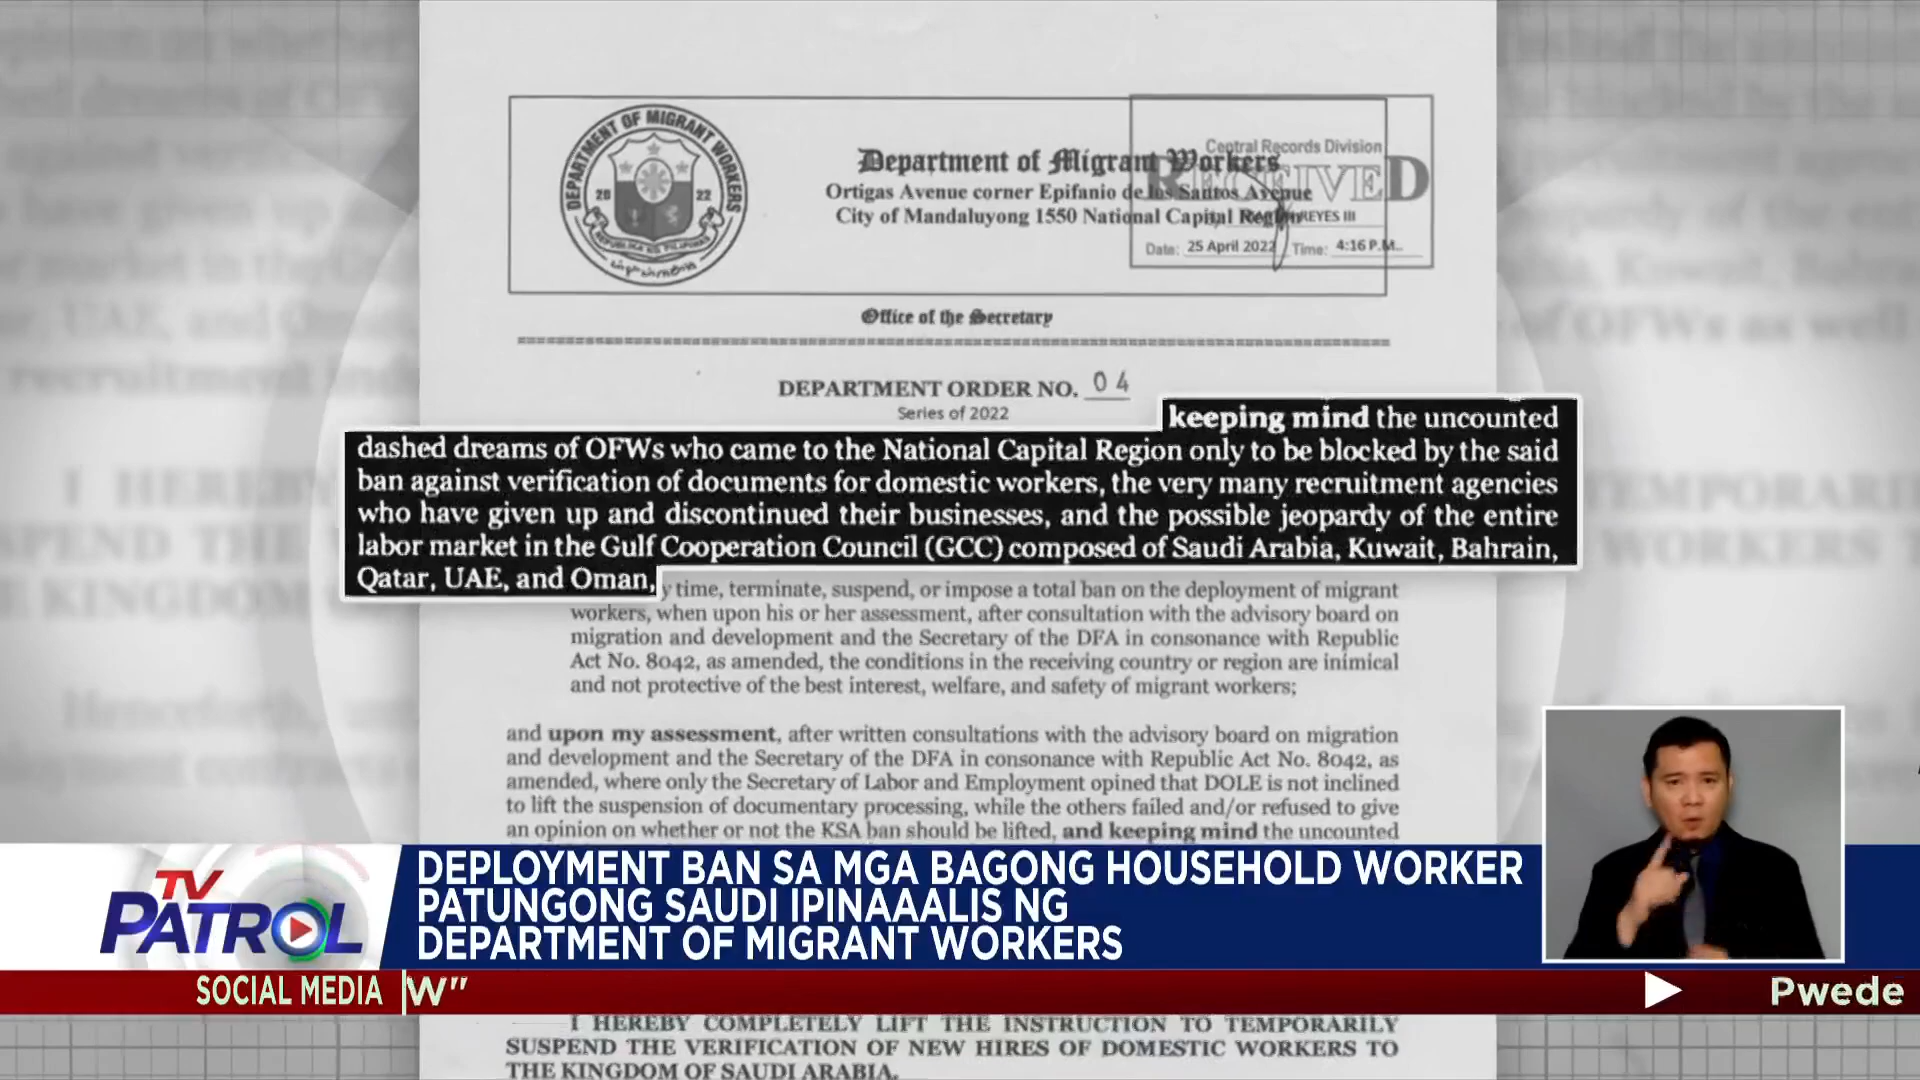 DEPARTMENT OF MIGRANT WORKERS
20 22
REPUBLIKA NG PILIPINAS
Department of Migrant Workers
Ortigas Avenue corner Epifanio de los Santos Avenue
City of Mandaluyong 1550 National Capital Region
Central Records Division
RECEIVED
REYES III
Date: 25 April 2022 Time: 4:16 P.M.
Office of the Secretary
DEPARTMENT ORDER NO. 04
Series of 2022
keeping mind the uncounted
dashed dreams of OFWs who came to the National Capital Region only to be blocked by the said
ban against verification of documents for domestic workers, the very many recruitment agencies
who have given up and discontinued their businesses, and the possible jeopardy of the entire
labor market in the Gulf Cooperation Council (GCC) composed of Saudi Arabia, Kuwait, Bahrain,
Qatar, UAE, and Oman,
y time, terminate, suspend, or impose a total ban on the deployment of migrant
workers, when upon his or her assessment, after consultation with the advisory board on
migration and development and the Secretary of the DFA in consonance with Republic
Act No. 8042, as amended, the conditions in the receiving country or region are inimical
and not protective of the best interest, welfare, and safety of migrant workers;
and upon my assessment, after written consultations with the advisory board on migration
and development and the Secretary of the DFA in consonance with Republic Act No. 8042, as
amended, where only the Secretary of Labor and Employment opined that DOLE is not inclined
to lift the suspension of documentary processing, while the others failed and/or refused to give
an opinion on whether or not the KSA ban should be lifted, and keeping mind the uncounted
TV PATROL
DEPLOYMENT BAN SA MGA BAGONG HOUSEHOLD WORKER
PATUNGONG SAUDI IPINAAALIS NG
DEPARTMENT OF MIGRANT WORKERS
SOCIAL MEDIA W" Pwede
I HEREBY COMPLETELY LIFT THE INSTRUCTION TO TEMPORARILY
SUSPEND THE VERIFICATION OF NEW HIRES OF DOMESTIC WORKERS TO
THE KINGDOM OF SAUDI ARABIA.